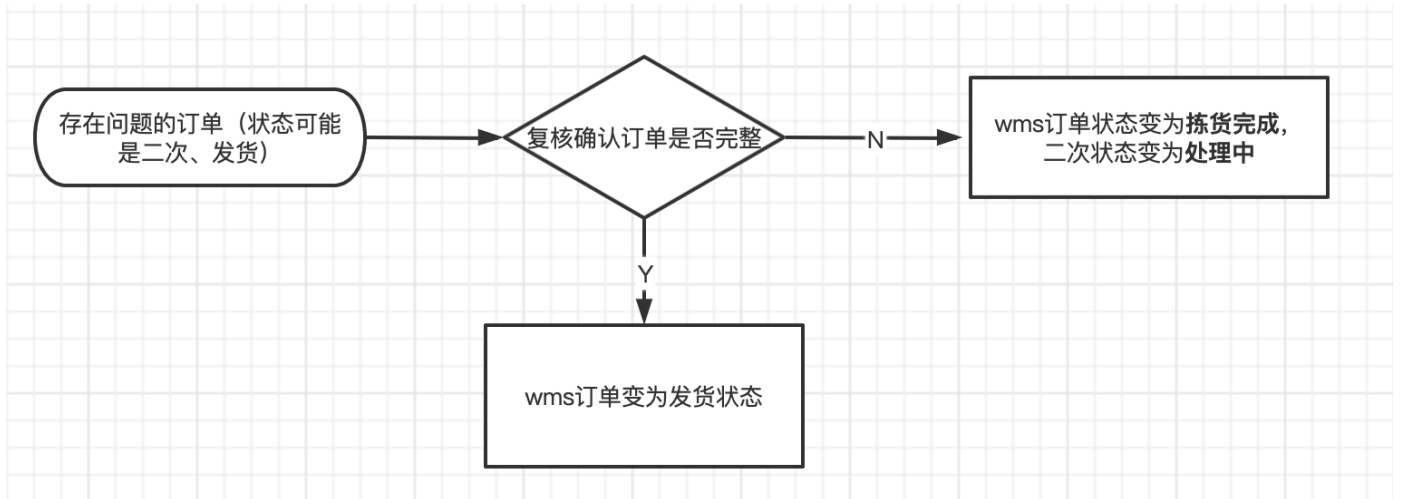 存在问题的订单（状态可能
是二次、发货）
复核确认订单是否完整
N
wms订单状态变为拣货完成，
二次状态变为处理中
Y
wms订单变为发货状态